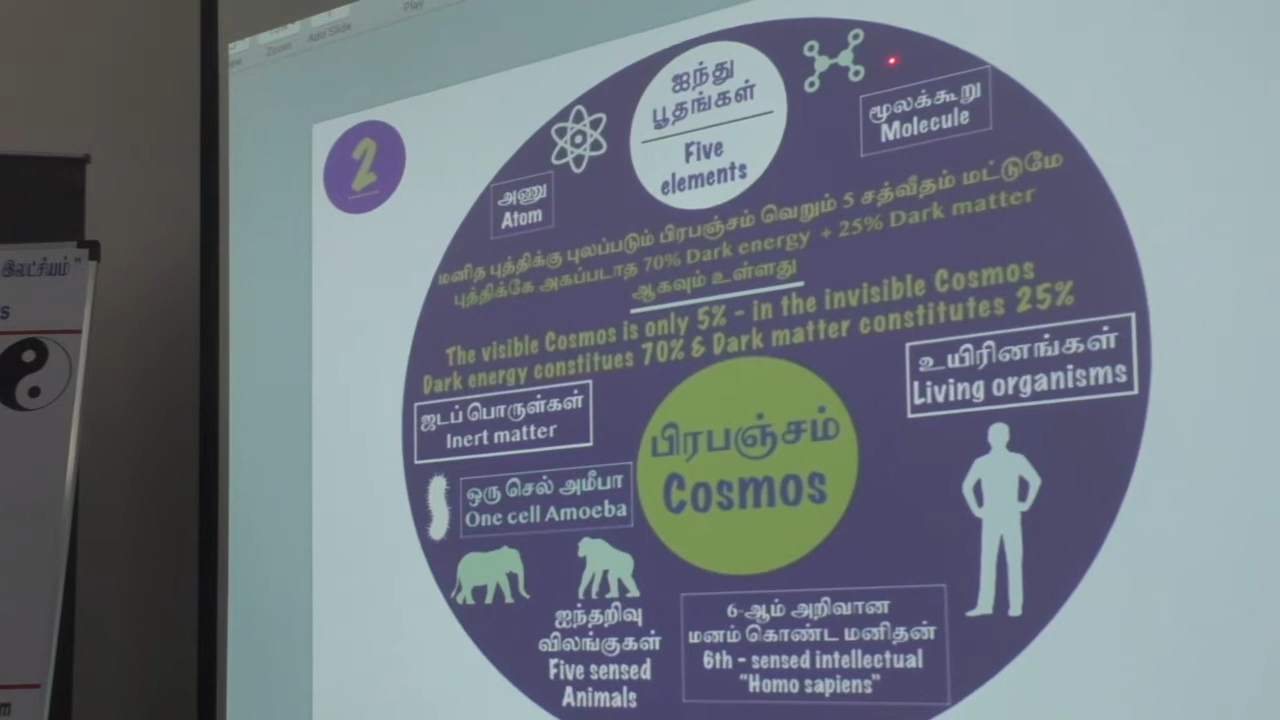 Play
Zoom
Add Slide
2
ஐந்து
பூதங்கள்
Five
elements
மூலக்கூறு
Molecule
அணு
Atom
மனித புத்திக்கு புலப்படும் பிரபஞ்சம் வெறும் 5 சத்வீதம் மட்டுமே
புத்திக்கே அகப்படாத 70% Dark energy + 25% Dark matter
ஆகவும் உள்ளது
The visible Cosmos is only 5% - in the invisible Cosmos
Dark energy constitues 70% & Dark matter constitutes 25%
ஜடப் பொருள்கள்
Inert matter
உயிரினங்கள்
Living organisms
பிரபஞ்சம்
Cosmos
ஒரு செல் அமீபா
One cell Amoeba
ஐந்தறிவு
விலங்குகள்
Five sensed
Animals
6-ஆம் அறிவான
மனம் கொண்ட மனிதன்
6th - sensed intellectual
"Homo sapiens"
இலட்சியம்"
s
m